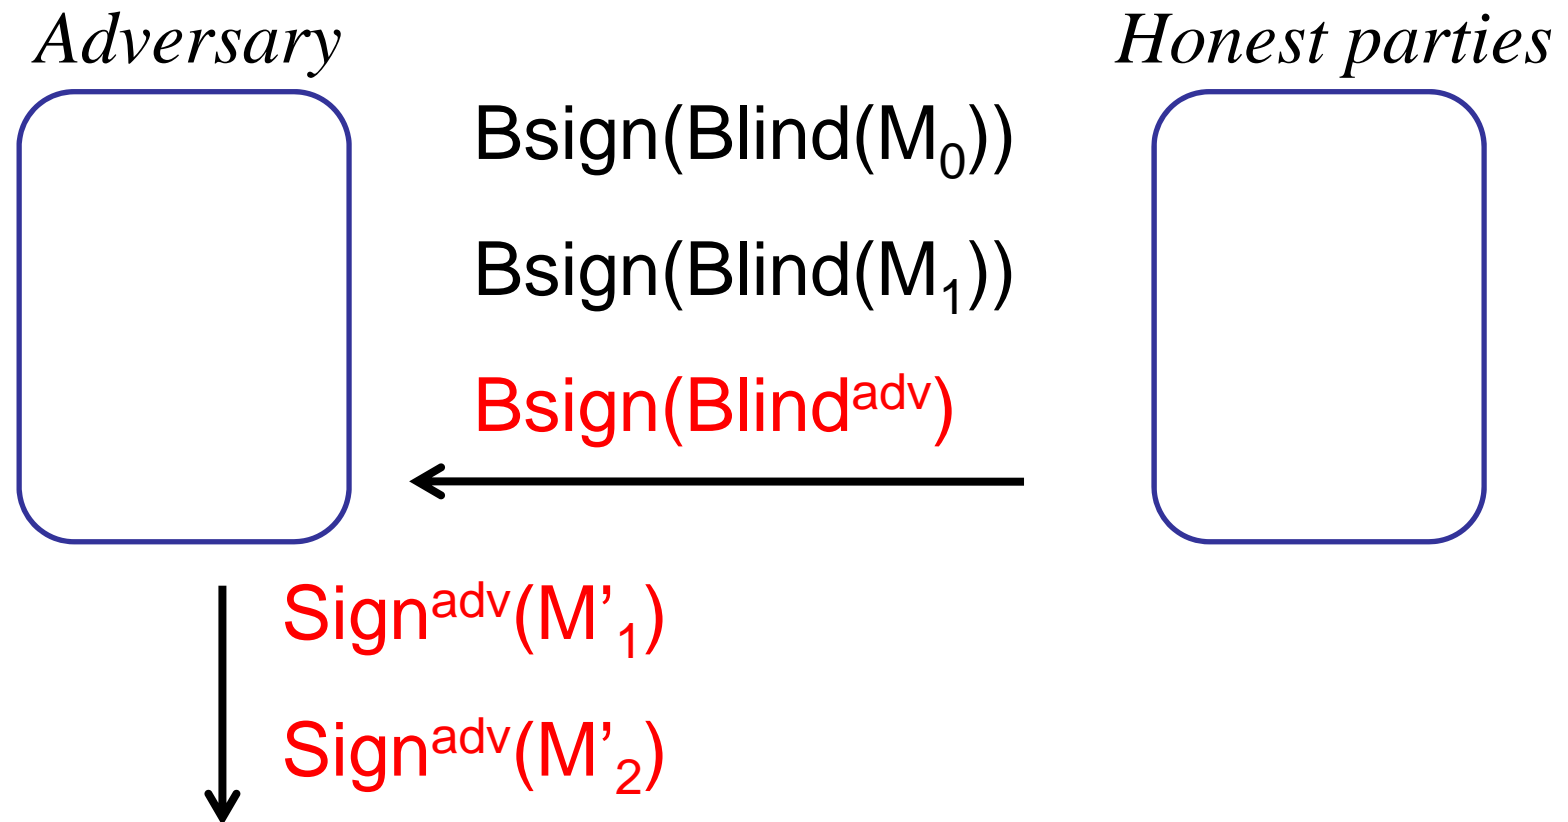 Adversary
Honest parties
Bsign(Blind(M₀))
Bsign(Blind(M₁))
Bsign(Blindᵃᵈᵛ)
Signᵃᵈᵛ(M’₁)
Signᵃᵈᵛ(M’₂)